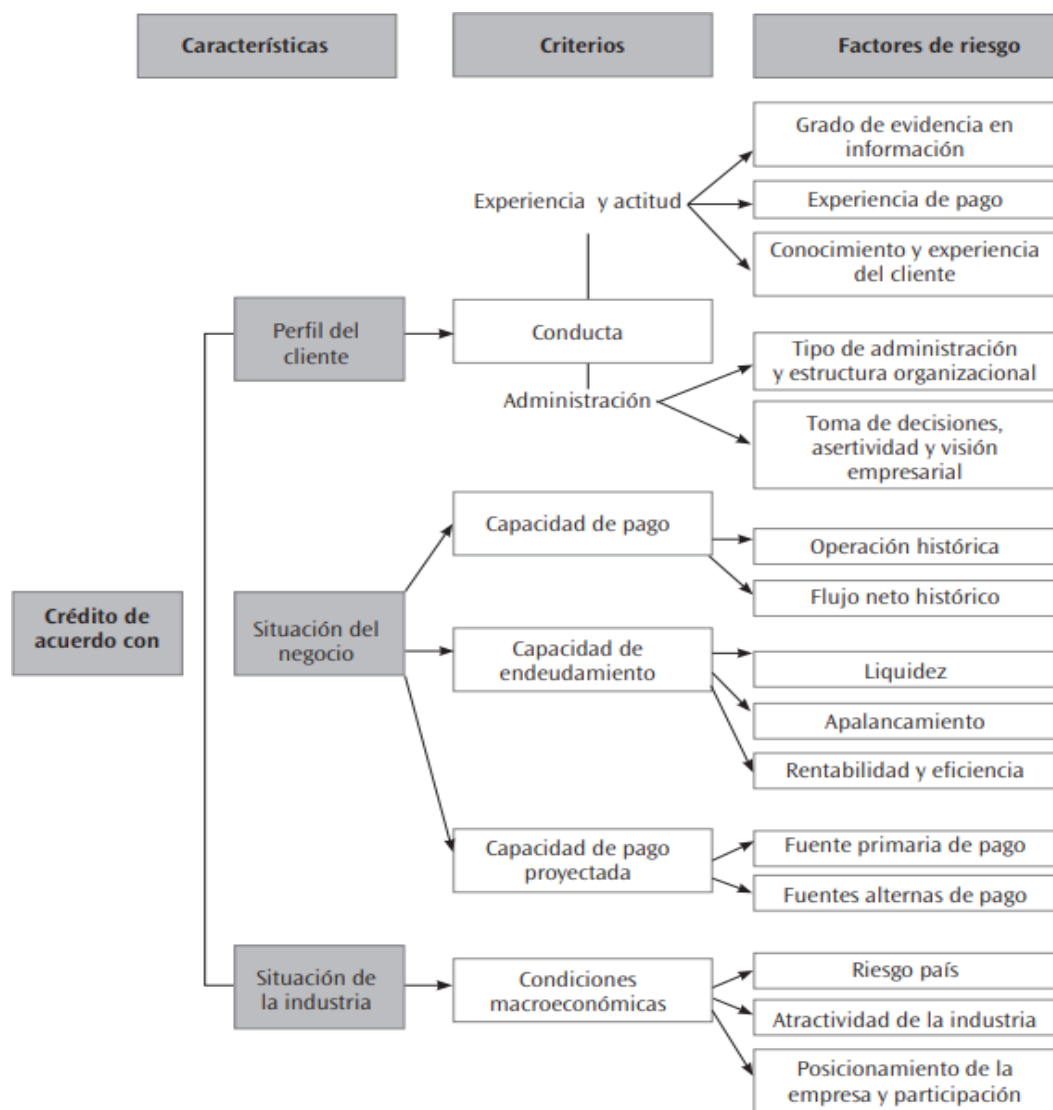 Características
Criterios
Factores de riesgo
Grado de evidencia en
información
Experiencia y actitud
Experiencia de pago
Conocimiento y experiencia
del cliente
Perfil del
cliente
Conducta
Tipo de administración
y estructura organizacional
Administración
Toma de decisiones,
asertividad y visión
empresarial
Capacidad de pago
Operación histórica
Flujo neto histórico
Crédito de
acuerdo con
Situación del
negocio
Capacidad de
endeudamiento
Liquidez
Apalancamiento
Rentabilidad y eficiencia
Capacidad de pago
proyectada
Fuente primaria de pago
Fuentes alternas de pago
Situación de
la industria
Condiciones
macroeconómicas
Riesgo país
Atractividad de la industria
Posicionamiento de la
empresa y participación